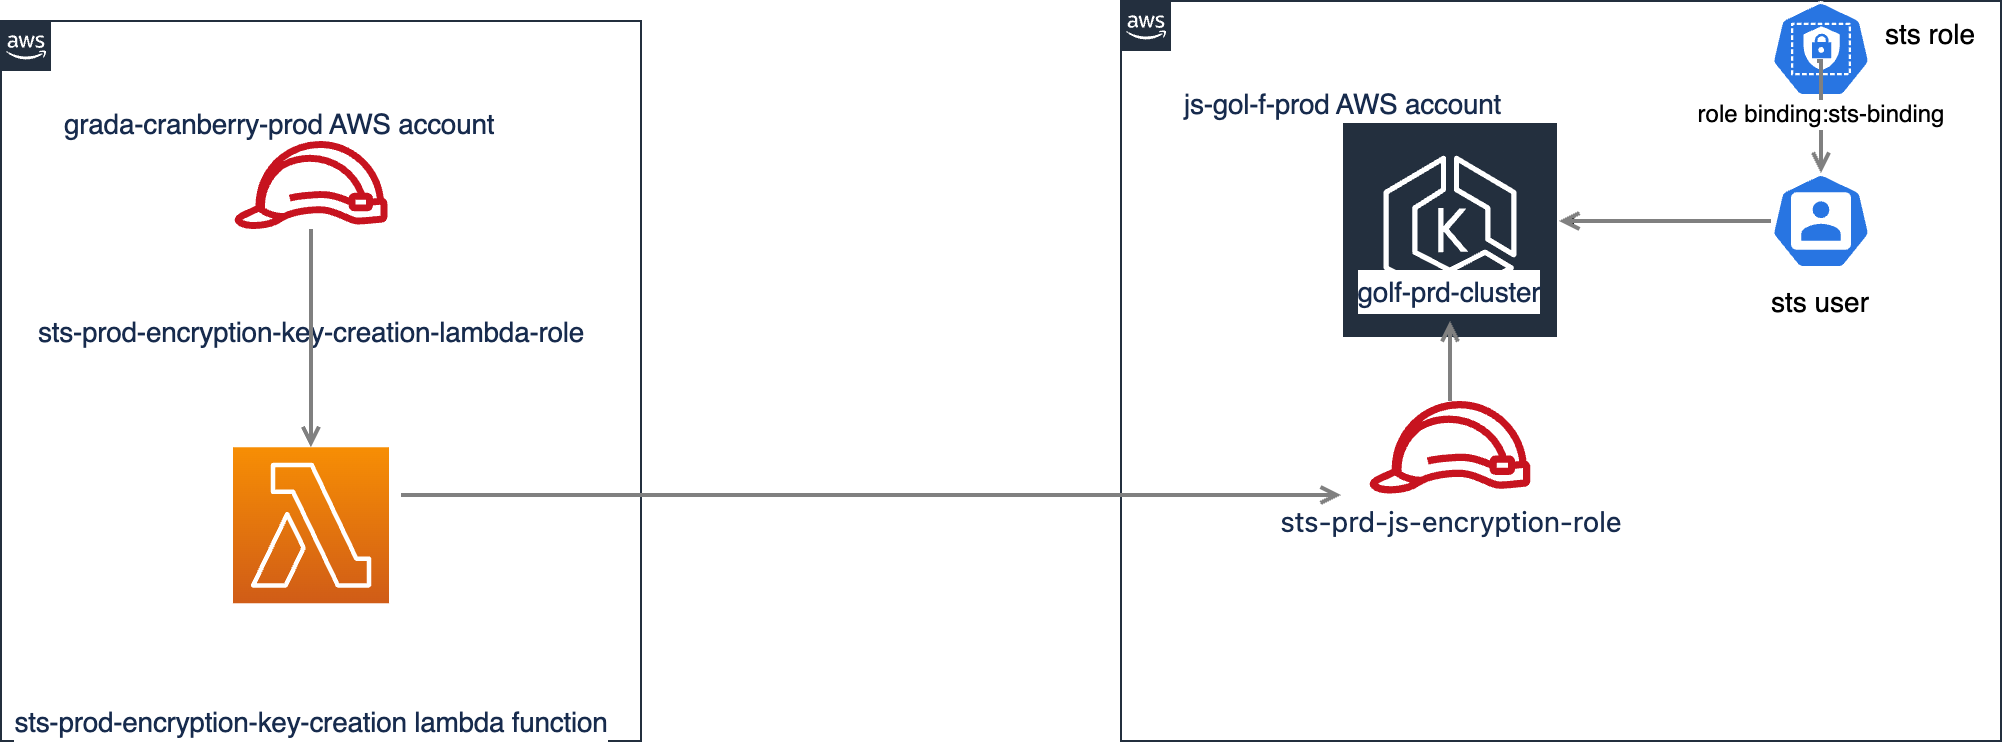 aws
grada-cranberry-prod AWS account
sts-prod-encryption-key-creation-lambda-role
sts-prod-encryption-key-creation lambda function
aws
js-gol-f-prod AWS account
sts role
role binding:sts-binding
K
golf-prd-cluster
sts user
sts-prd-js-encryption-role